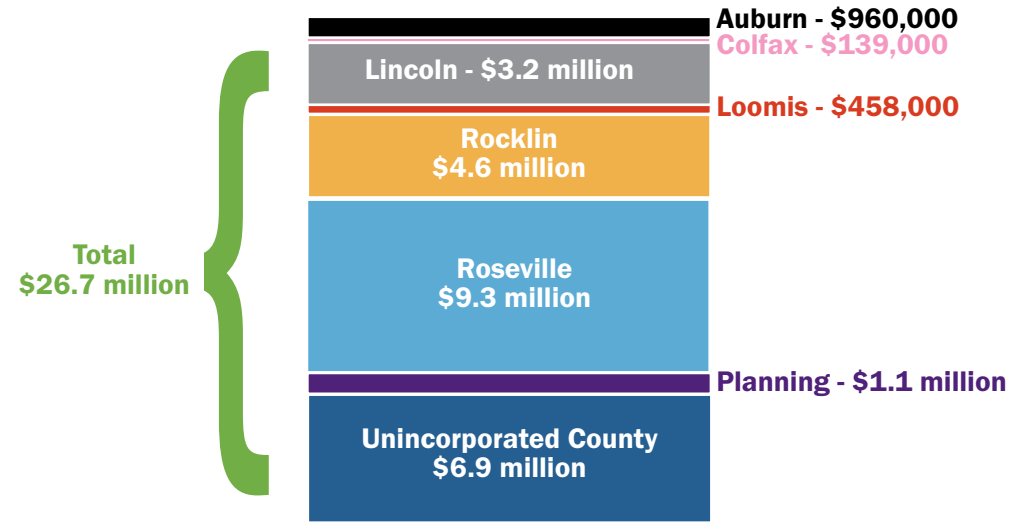 Auburn - $960,000
Colfax - $139,000
Lincoln - $3.2 million
Loomis - $458,000
Rocklin
$4.6 million
Total
$26.7 million
Roseville
$9.3 million
Planning - $1.1 million
Unincorporated County
$6.9 million